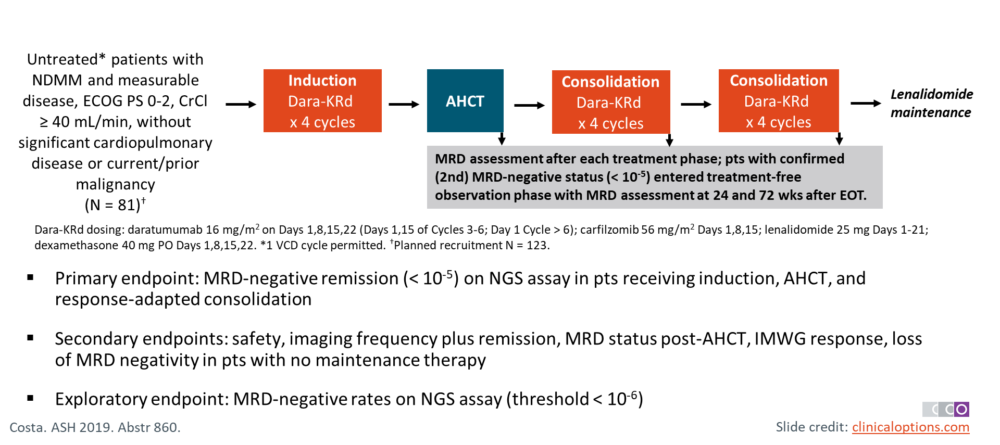 Untreated* patients with
NDMM and measurable
disease, ECOG PS 0-2, CrCl
≥ 40 mL/min, without
significant cardiopulmonary
disease or current/prior
malignancy
(N = 81)†
Induction
Dara-KRd
x 4 cycles
AHCT
Consolidation
Dara-KRd
x 4 cycles
Consolidation
Dara-KRd
x 4 cycles
Lenalidomide
maintenance
MRD assessment after each treatment phase; pts with confirmed
(2nd) MRD-negative status (< 10-5) entered treatment-free
observation phase with MRD assessment at 24 and 72 wks after EOT.
Dara-KRd dosing: daratumumab 16 mg/m2 on Days 1,8,15,22 (Days 1,15 of Cycles 3-6; Day 1 Cycle > 6); carfilzomib 56 mg/m2 Days 1,8,15; lenalidomide 25 mg Days 1-21;
dexamethasone 40 mg PO Days 1,8,15,22. *1 VCD cycle permitted. †Planned recruitment N = 123.
▪ Primary endpoint: MRD-negative remission (< 10-5) on NGS assay in pts receiving induction, AHCT, and
response-adapted consolidation
▪ Secondary endpoints: safety, imaging frequency plus remission, MRD status post-AHCT, IMWG response, loss
of MRD negativity in pts with no maintenance therapy
▪ Exploratory endpoint: MRD-negative rates on NGS assay (threshold < 10-6)
CCO
Costa. ASH 2019. Abstr 860.
Slide credit: clinicaloptions.com